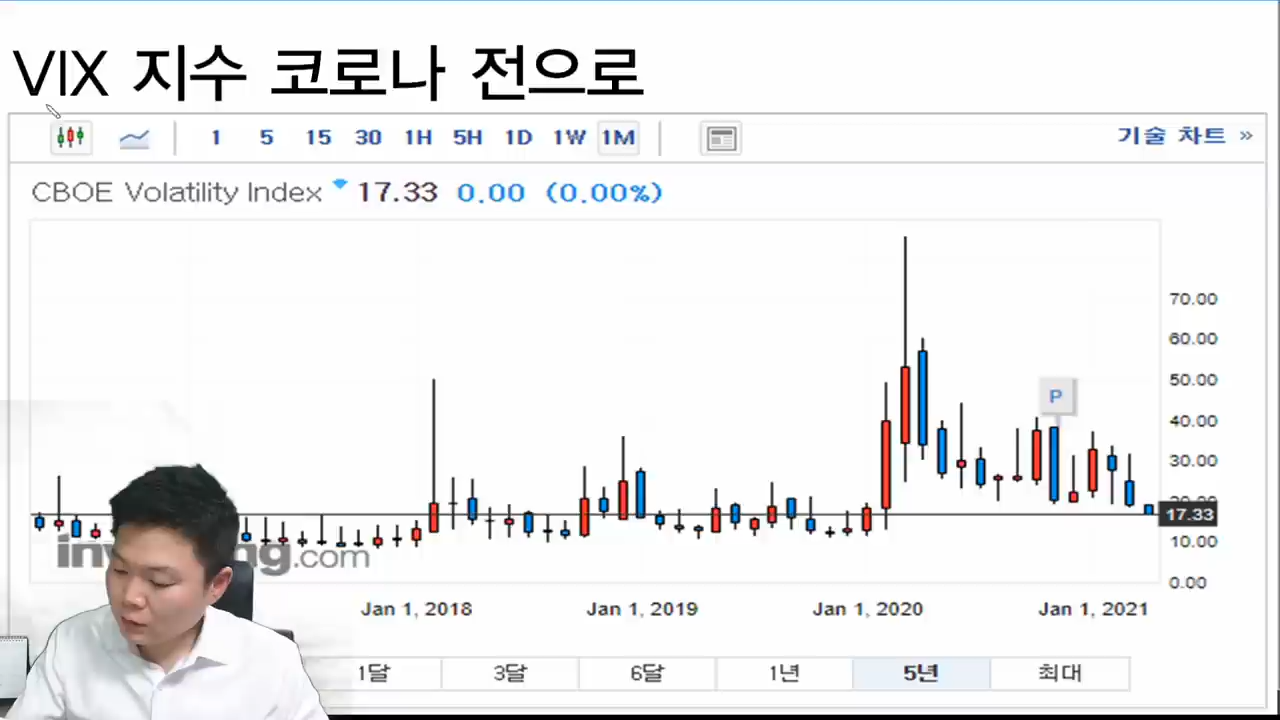 VIX 지수 코로나 전으로
1 5 15 30 1H 5H 1D 1W 1M 기술 차트 »
CBOE Volatility Index 17.33 0.00 (0.00%)
70.00
60.00
P
50.00
40.00
30.00
20.00
17.33
10.00
.com
0.00
Jan 1, 2018 Jan 1, 2019 Jan 1, 2020 Jan 1, 2021
1달 3달 6달 1년 5년 최대